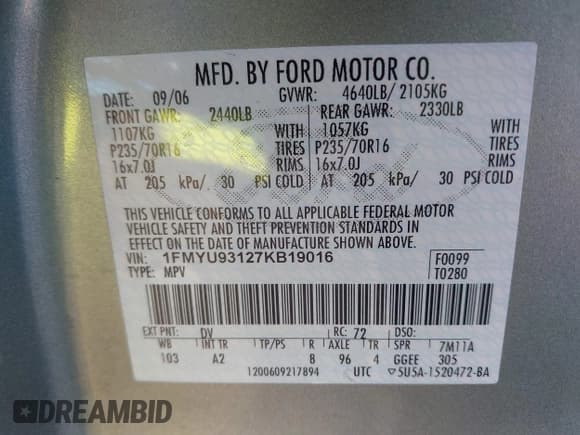 MFD. BY FORD MOTOR CO.
DATE: 09/06 GVWR: 4640LB/ 2105KG
FRONT GAWR: 2440LB REAR GAWR: 2330LB
1107KG WITH 1057KG WITH
P235/70R16 TIRES P235/70R16 TIRES
16x7.0J RIMS 16x7.0J RIMS
AT 205 kPa/ 30 PSI COLD AT 205 kPa/ 30 PSI COLD
THIS VEHICLE CONFORMS TO ALL APPLICABLE FEDERAL MOTOR
VEHICLE SAFETY AND THEFT PREVENTION STANDARDS IN
EFFECT ON THE DATE OF MANUFACTURE SHOWN ABOVE.
VIN: 1FMYU93127KB19016 F0099
TYPE: MPV T0280
EXT PNT: DV RC: 72 DSO:
WB INT TR TP/PS R AXLE TR SPR 7M11A
103 A2 8 96 4 GGEE 305
1200609217894 UTC ▽5U5A-1520472-BA
Ford
DREAMBID